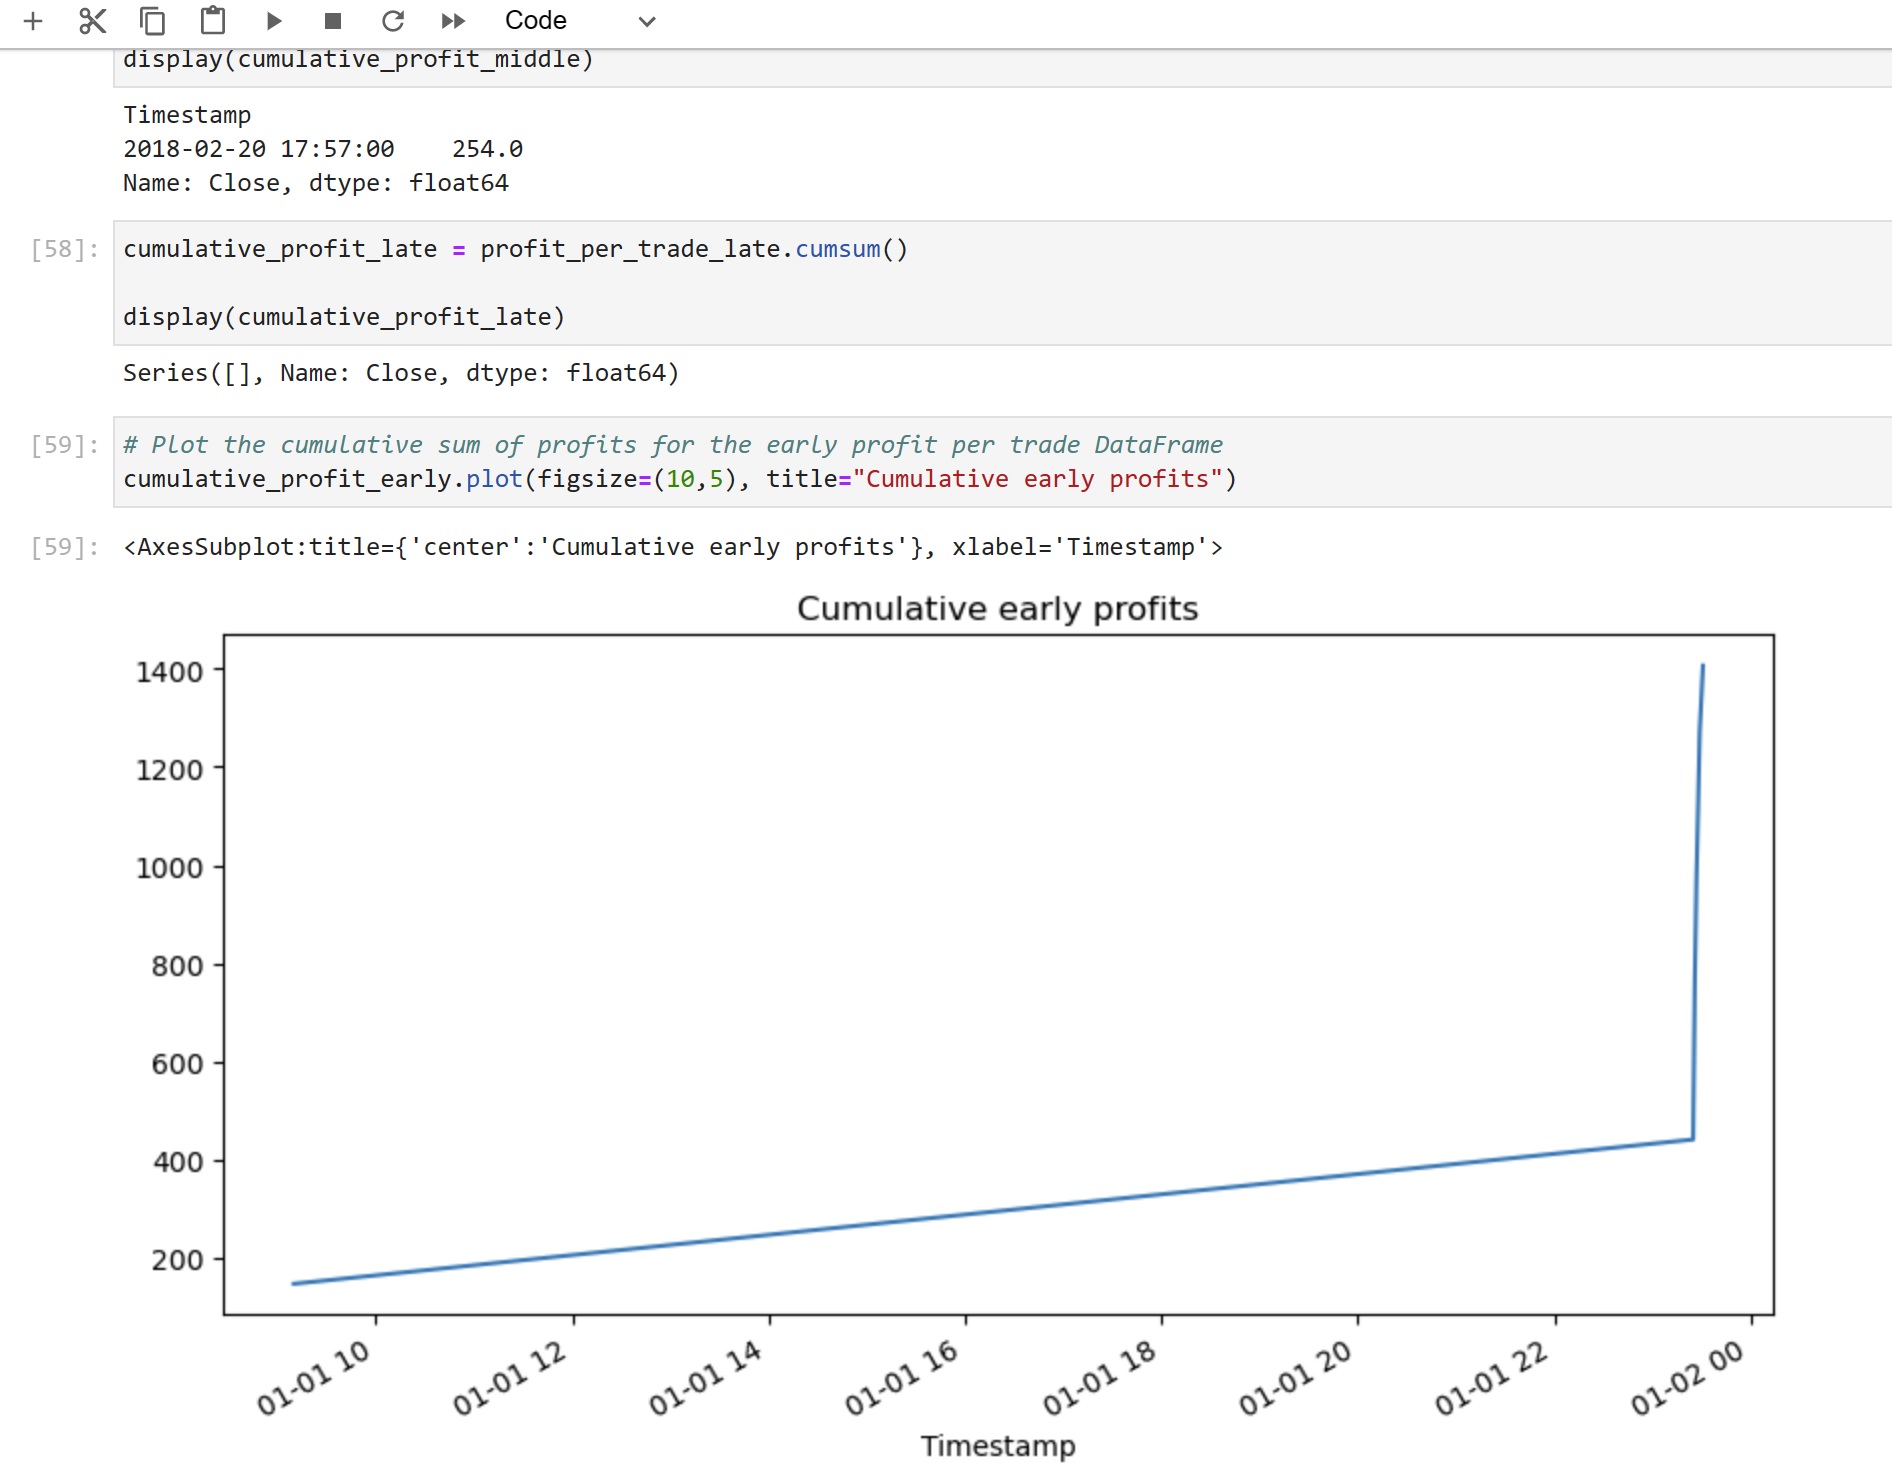 Code
display(cumulative_profit_middle)
Timestamp
2018-02-20 17:57:00    254.0
Name: Close, dtype: float64
[58]: cumulative_profit_late = profit_per_trade_late.cumsum()
display(cumulative_profit_late)
Series([], Name: Close, dtype: float64)
[59]: # Plot the cumulative sum of profits for the early profit per trade DataFrame
cumulative_profit_early.plot(figsize=(10,5), title="Cumulative early profits")
[59]: <AxesSubplot:title={'center':'Cumulative early profits'}, xlabel='Timestamp'>
Cumulative early profits
1400
1200
1000
800
600
400
200
01-01 10 01-01 12 01-01 14 01-01 16 01-01 18 01-01 20 01-01 22 01-02 00
Timestamp